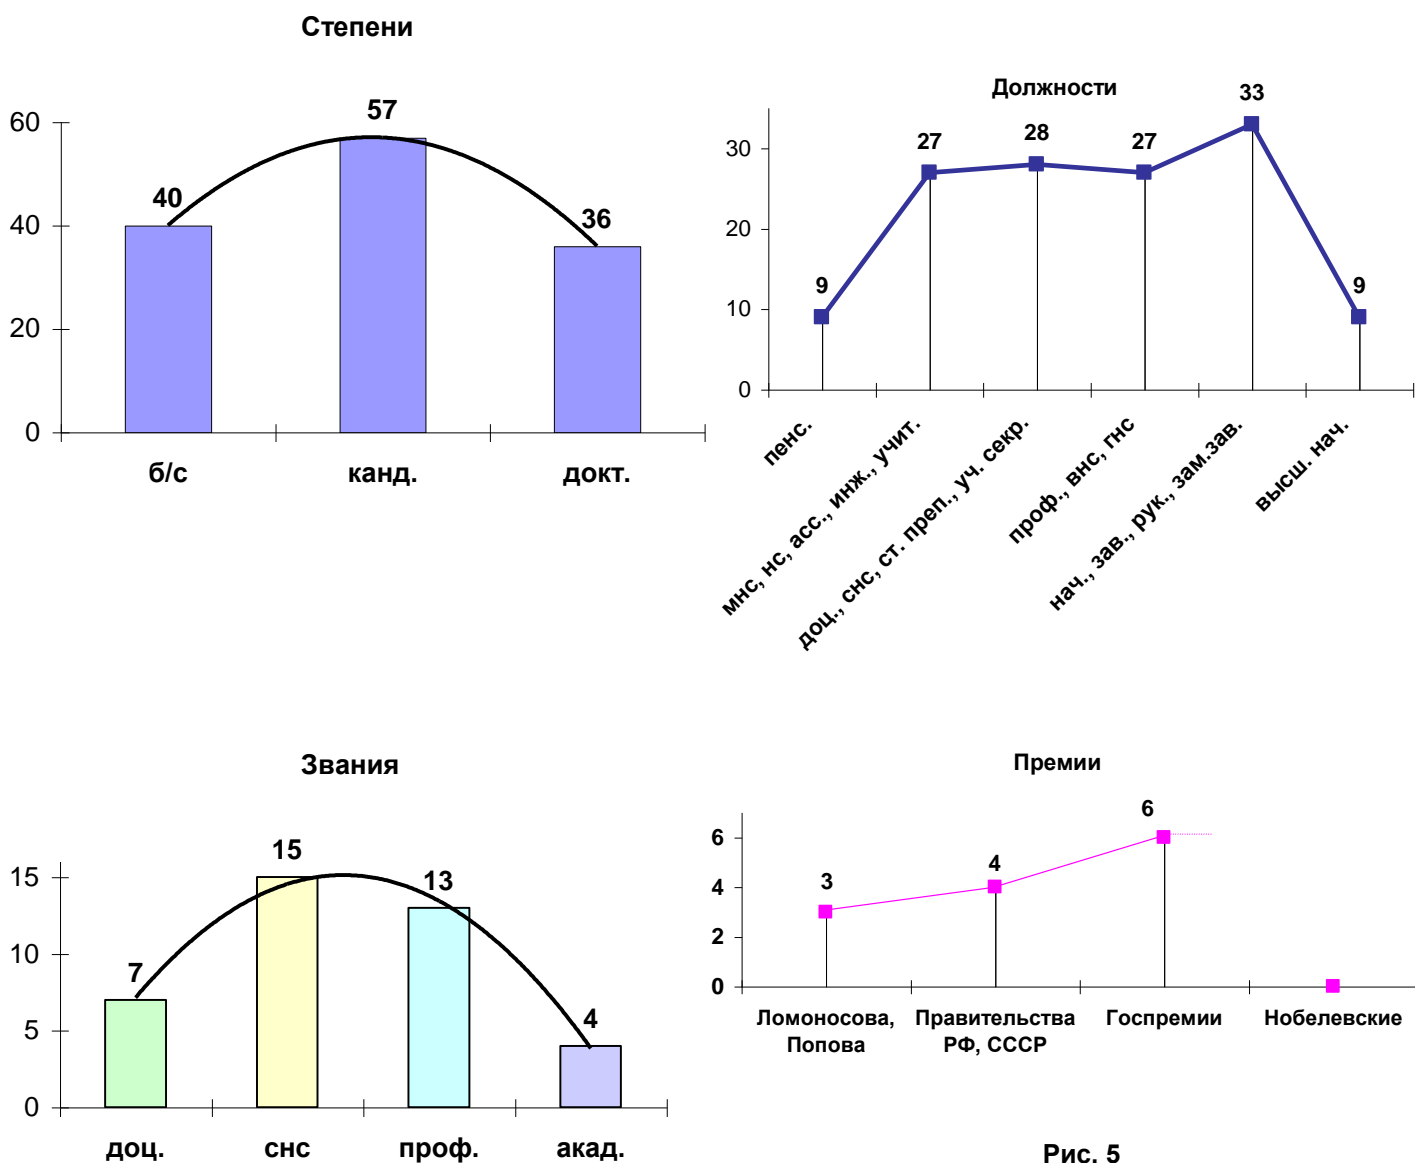 Степени
57
60
40
40
36
20
0
б/с канд. докт.
Должности
33
30
27
28
27
20
9
9
10
0
пенс.
мнс, нс, асс., инж., учит.
доц., снс, ст. преп., уч. секр.
проф., внс, гнс
нач., зав., рук., зам.зав.
высш. нач.
Звания
15
15
13
10
7
5
4
0
доц. снс проф. акад.
Премии
6
6
4
3
4
2
0
Ломоносова,
Попова
Правительства
РФ, СССР
Госпремии
Нобелевские
Рис. 5